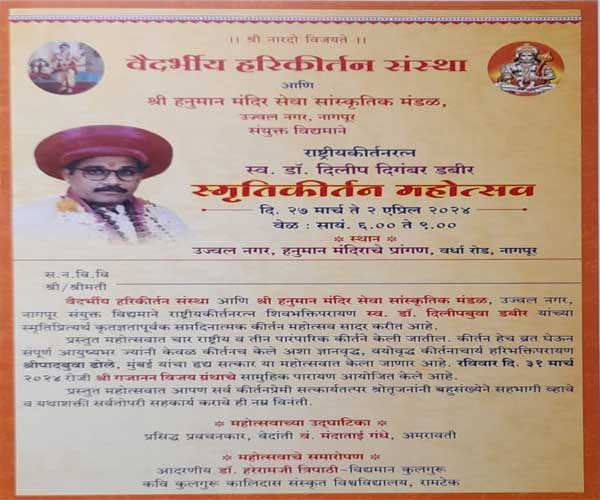 ।। श्री नारदो विजयते ।।
वैदर्भीय हरिकीर्तन संस्था
आणि
श्री हनुमान मंदिर सेवा सांस्कृतिक मंडळ,
उज्वल नगर, नागपूर
संयुक्त विद्यमाने
राष्ट्रीयकीर्तनरत्न
स्व. डॉ. दिलीप दिगंबर डबीर
स्मृतिकीर्तन महोत्सव
दि. २७ मार्च ते २ एप्रिल २०२४
वेळ : सायं. ६.०० ते ९.००
* स्थान *
उज्वल नगर, हनुमान मंदिराचे प्रांगण, वर्धा रोड, नागपूर
स.न.वि.वि
श्री/श्रीमती
वैदर्भीय हरिकीर्तन संस्था आणि श्री हनुमान मंदिर सेवा सांस्कृतिक मंडळ, उज्वल नगर,
नागपूर संयुक्त विद्यमाने राष्ट्रीयकीर्तनरत्न शिवभक्तिपरायण स्व. डॉ. दिलीपबुवा डबीर यांच्या
स्मृतिप्रित्यर्थ कृतज्ञतापूर्वक सप्तदिनात्मक कीर्तन महोत्सव सादर करीत आहे.
प्रस्तुत महोत्सवात चार राष्ट्रीय व तीन पारंपारिक कीर्तने केली जातील. कीर्तन हेच व्रत घेऊन
संपूर्ण आयुष्यभर ज्यांनी केवळ कीर्तनच केले अशा ज्ञानवृद्ध, वयोवृद्ध कीर्तनाचार्य हरिभक्तिपरायण
श्रीपादबुवा ढोले, मुंबई यांचा हृद्य सत्कार या महोत्सवात केला जाणार आहे. रविवार दि. ३१ मार्च
२०२४ रोजी श्री गजानन विजय ग्रंथाचे सामुहिक पारायण आयोजित केले आहे.
प्रस्तुत महोत्सवात आपण सर्व कीर्तनप्रेमी सत्कार्यतत्पर श्रोतृजनांनी बहुसंख्येने सहभागी व्हावे
व यथाशक्ती सर्वतोपरी सहकार्य करावे ही नम्र विनंती.
* महोत्सवाच्या उद्घाटिका *
प्रसिद्ध प्रवचनकार, वेदांती वं. मंदाताई गंधे, अमरावती
* महोत्सवाचे समारोपण *
आदरणीय डॉ. हरेरामजी त्रिपाठी-विद्यमान कुलगुरू
कवि कुलगुरू कालिदास संस्कृत विश्वविद्यालय, रामटेक